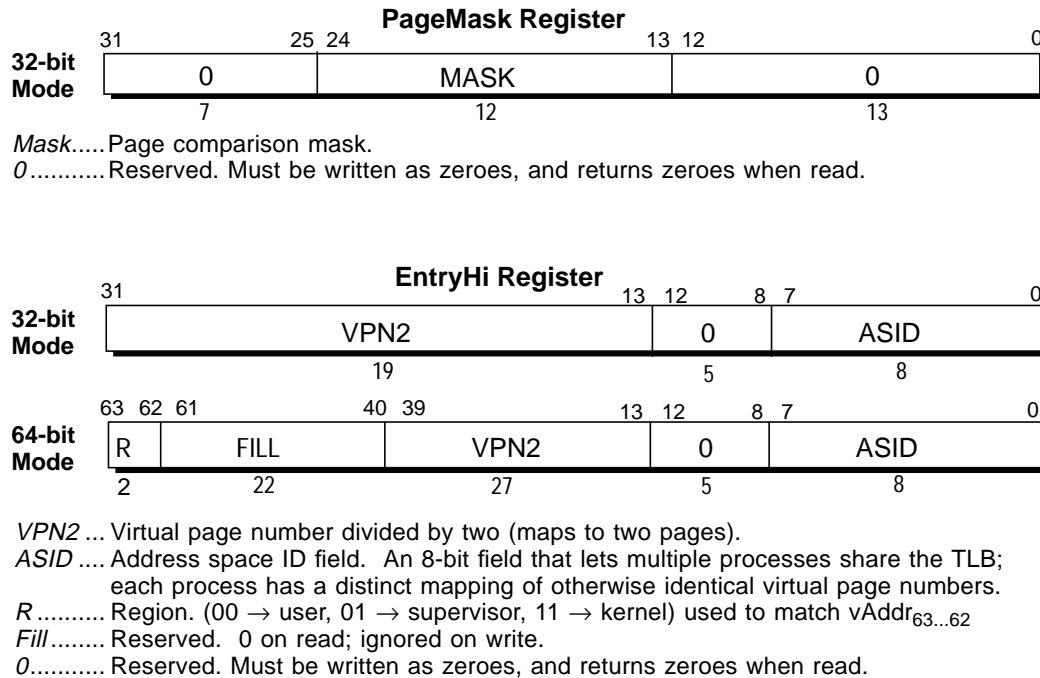 PageMask Register
31 25 24 13 12 0
32-bit Mode 0 MASK 0
7 12 13
Mask.....Page comparison mask.
0...........Reserved. Must be written as zeroes, and returns zeroes when read.
EntryHi Register
31 13 12 8 7 0
32-bit Mode VPN2 0 ASID
19 5 8
63 62 61 40 39 13 12 8 7 0
64-bit Mode R FILL VPN2 0 ASID
2 22 27 5 8
VPN2 ... Virtual page number divided by two (maps to two pages).
ASID .... Address space ID field. An 8-bit field that lets multiple processes share the TLB;
each process has a distinct mapping of otherwise identical virtual page numbers.
R .......... Region. (00 → user, 01 → supervisor, 11 → kernel) used to match vAddr63...62
Fill ........ Reserved. 0 on read; ignored on write.
0........... Reserved. Must be written as zeroes, and returns zeroes when read.